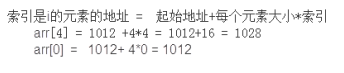 索引是i的元素的地址 = 起始地址+每个元素大小*索引
arr[4] = 1012 +4*4 = 1012+16 = 1028
arr[0] = 1012+ 4*0 = 1012